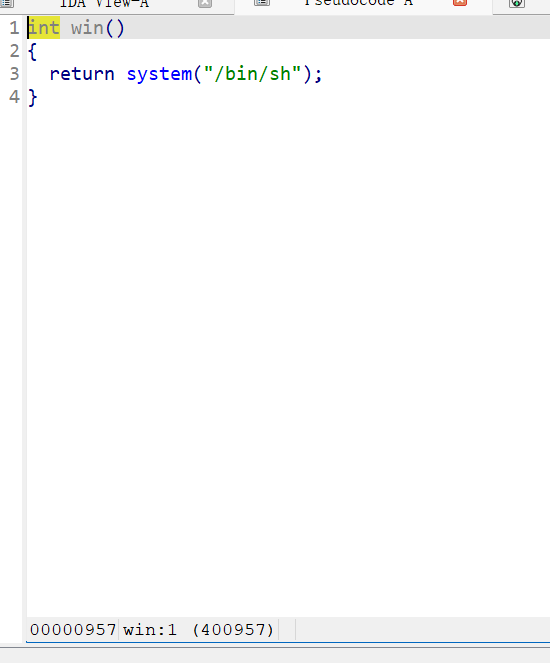 IDA View-A Pseudocode A
1 int win()
2 {
3   return system("/bin/sh");
4 }
00000957 win:1 (400957)